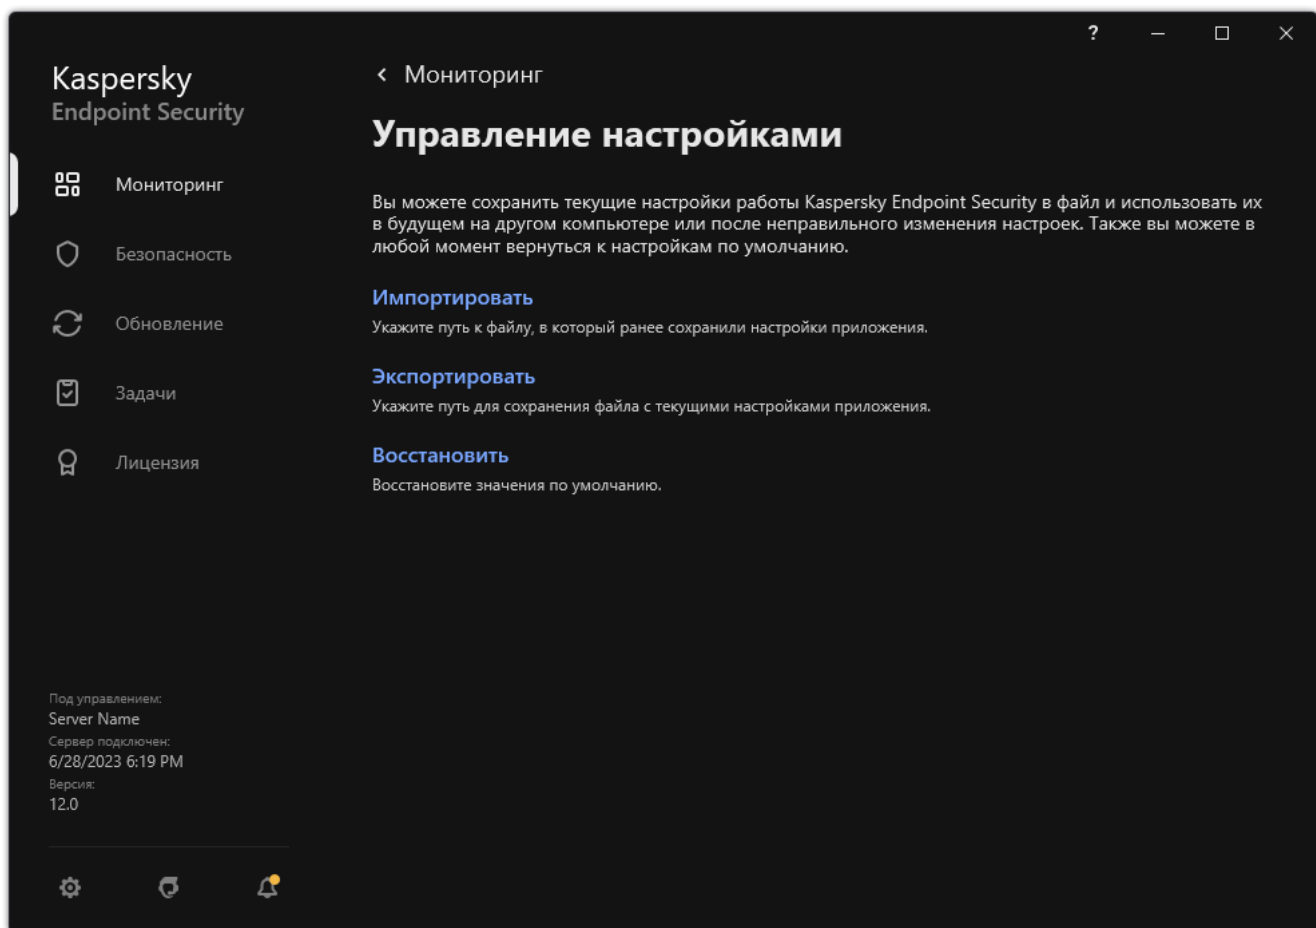 ?
Kaspersky
Endpoint Security
Мониторинг
Безопасность
Обновление
Задачи
Лицензия
Под управлением:
Server Name
Сервер подключен:
6/28/2023 6:19 PM
Версия:
12.0
Мониторинг
Управление настройками
Вы можете сохранить текущие настройки работы Kaspersky Endpoint Security в файл и использовать их
в будущем на другом компьютере или после неправильного изменения настроек. Также вы можете в
любой момент вернуться к настройкам по умолчанию.
Импортировать
Укажите путь к файлу, в который ранее сохранили настройки приложения.
Экспортировать
Укажите путь для сохранения файла с текущими настройками приложения.
Восстановить
Восстановите значения по умолчанию.